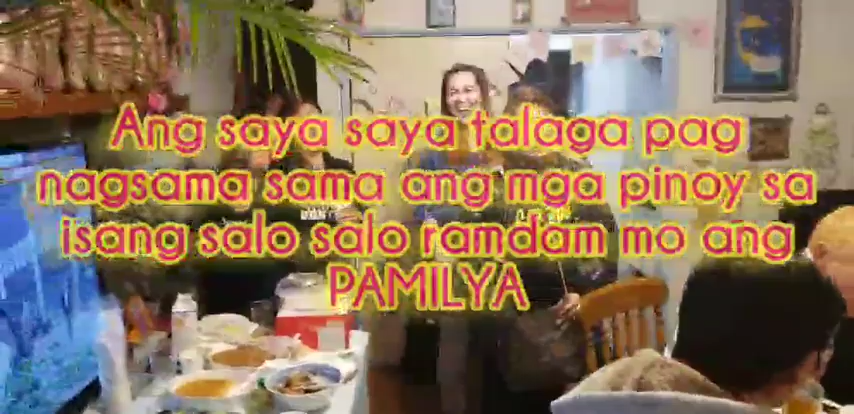 Ang saya saya talaga pag
nagsama sama ang mga pinoy sa
isang salo salo ramdam mo ang
PAMILYA